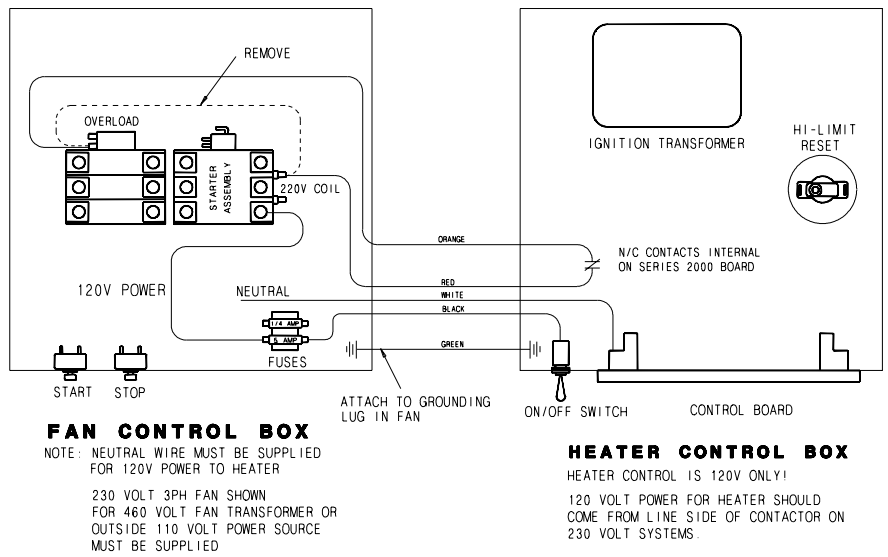 REMOVE
OVERLOAD
STARTER
ASSEMBLY
220V COIL
120V POWER
NEUTRAL
1/4 AMP
5 AMP
FUSES
START
STOP
ORANGE
RED
WHITE
BLACK
GREEN
ATTACH TO GROUNDING
LUG IN FAN
IGNITION TRANSFORMER
HI-LIMIT
RESET
N/C CONTACTS INTERNAL
ON SERIES 2000 BOARD
ON/OFF SWITCH
CONTROL BOARD
FAN CONTROL BOX
NOTE: NEUTRAL WIRE MUST BE SUPPLIED
FOR 120V POWER TO HEATER
230 VOLT 3PH FAN SHOWN
FOR 460 VOLT FAN TRANSFORMER OR
OUTSIDE 110 VOLT POWER SOURCE
MUST BE SUPPLIED
HEATER CONTROL BOX
HEATER CONTROL IS 120V ONLY!
120 VOLT POWER FOR HEATER SHOULD
COME FROM LINE SIDE OF CONTACTOR ON
230 VOLT SYSTEMS.